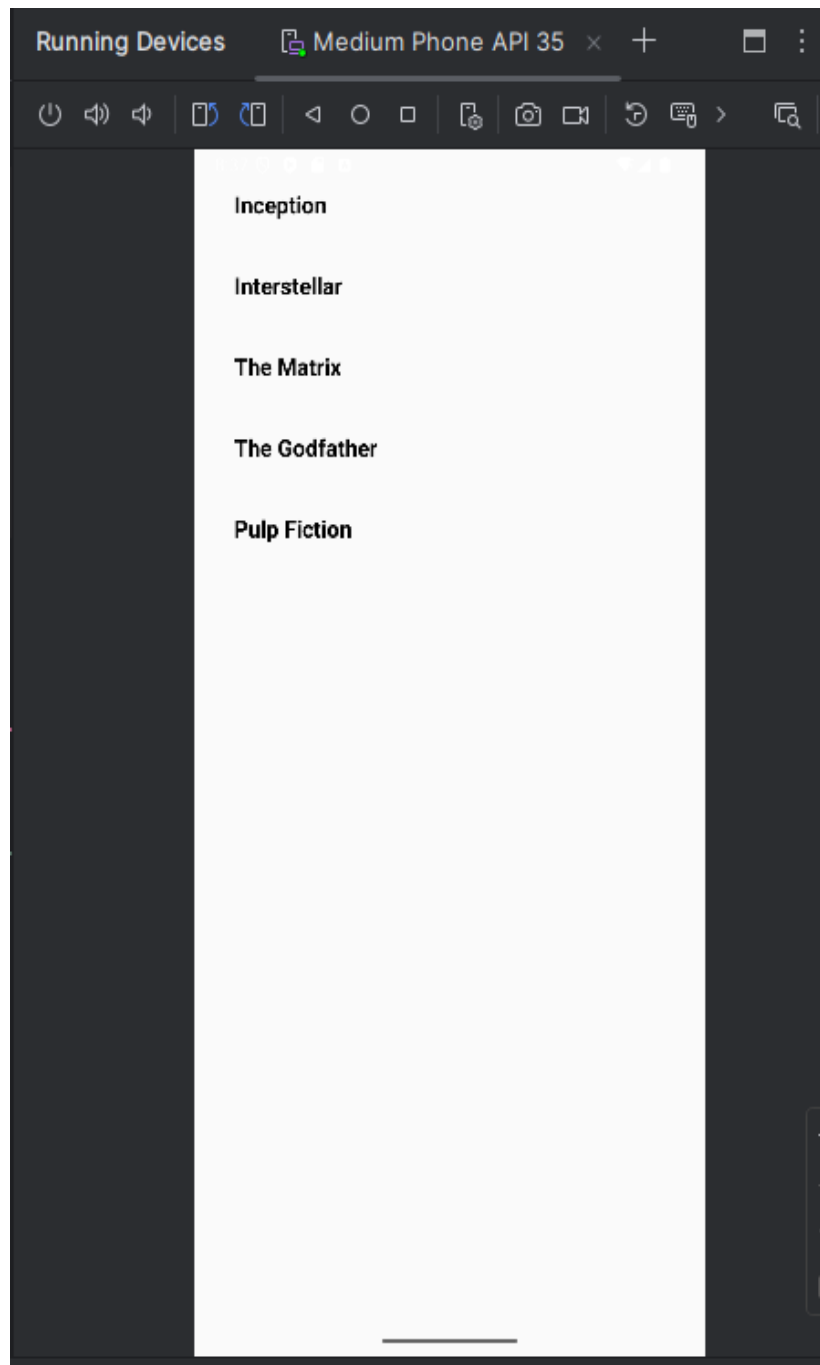 Running Devices
Medium Phone API 35
Inception
Interstellar
The Matrix
The Godfather
Pulp Fiction